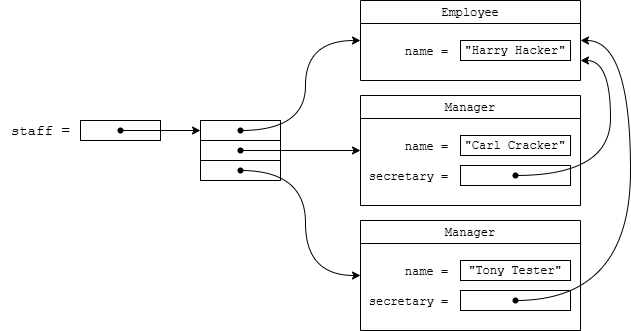 Employee
name = "Harry Hacker"
Manager
staff =
name = "Carl Cracker"
secretary =
Manager
name = "Tony Tester"
secretary =